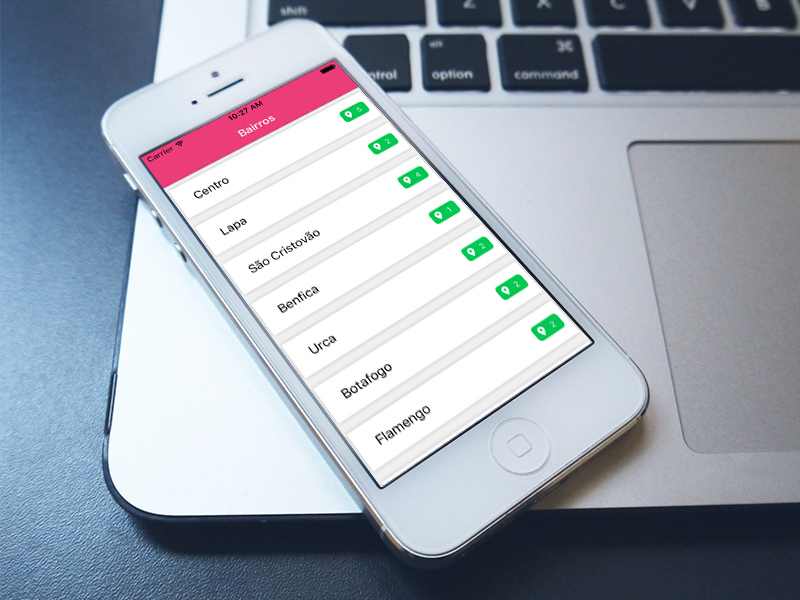 shift
Z
X
C
V
B
control
alt
option
⌘
command
Carrier
10:27 AM
Bairros
Centro
5
Lapa
2
São Cristovão
4
Benfica
1
Urca
2
Botafogo
2
Flamengo
2